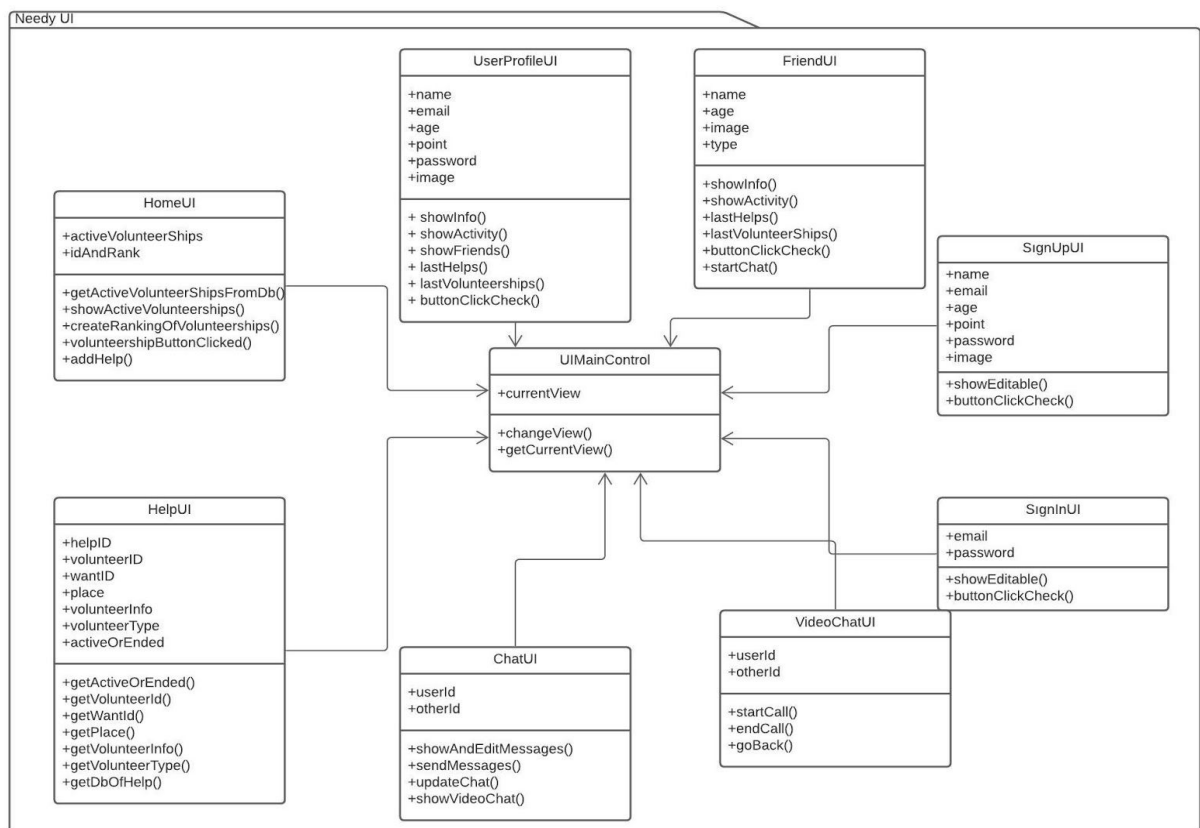 Needy UI
UserProfileUI
+name
+email
+age
+point
+password
+image
+ showInfo()
+ showActivity()
+ showFriends()
+ lastHelps()
+ lastVolunteerships()
+ buttonClickCheck()
FriendUI
+name
+age
+image
+type
+showInfo()
+showActivity()
+lastHelps()
+lastVolunteerShips()
+buttonClickCheck()
+startChat()
HomeUI
+activeVolunteerShips
+idAndRank
+getActiveVolunteerShipsFromDb()
+showActiveVolunteerships()
+createRankingOfVolunteerships()
+volunteershipButtonClicked()
+addHelp()
SıgnUpUI
+name
+email
+age
+point
+password
+image
+showEditable()
+buttonClickCheck()
UIMainControl
+currentView
+changeView()
+getCurrentView()
HelpUI
+helpID
+volunteerID
+wantID
+place
+volunteerInfo
+volunteerType
+activeOrEnded
+getActiveOrEnded()
+getVolunteerId()
+getWantId()
+getPlace()
+getVolunteerInfo()
+getVolunteerType()
+getDbOfHelp()
SıgnInUI
+email
+password
+showEditable()
+buttonClickCheck()
ChatUI
+userId
+otherId
+showAndEditMessages()
+sendMessages()
+updateChat()
+showVideoChat()
VideoChatUI
+userId
+otherId
+startCall()
+endCall()
+goBack()